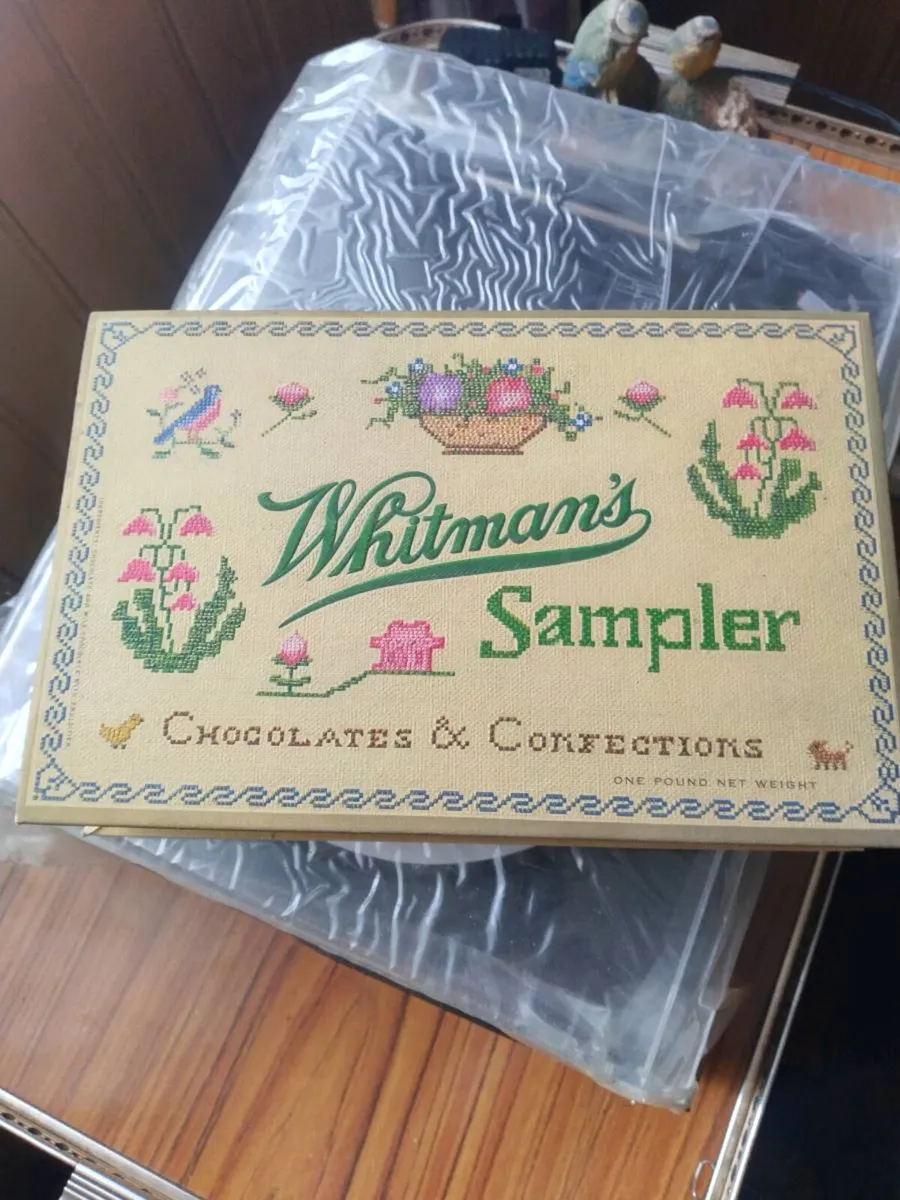 Whitman's
Sampler
CHOCOLATES & CONFECTIONS
ONE POUND NET WEIGHT